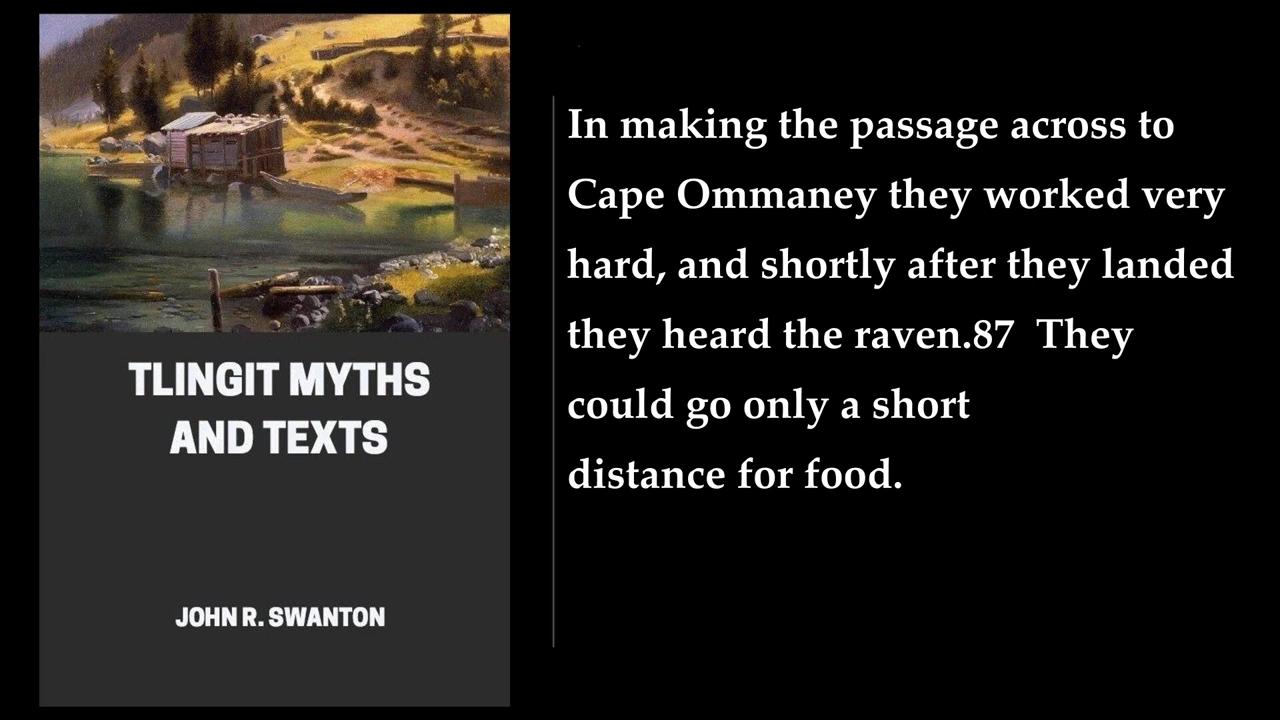 TLINGIT MYTHS
AND TEXTS
JOHN R. SWANTON
In making the passage across to
Cape Ommaney they worked very
hard, and shortly after they landed
they heard the raven.87  They
could go only a short
distance for food.